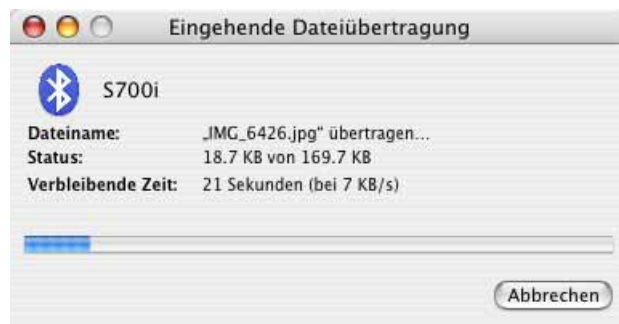 Eingehende Dateiübertragung
S700i
Dateiname: „IMG_6426.jpg“ übertragen...
Status: 18.7 KB von 169.7 KB
Verbleibende Zeit: 21 Sekunden (bei 7 KB/s)
Abbrechen